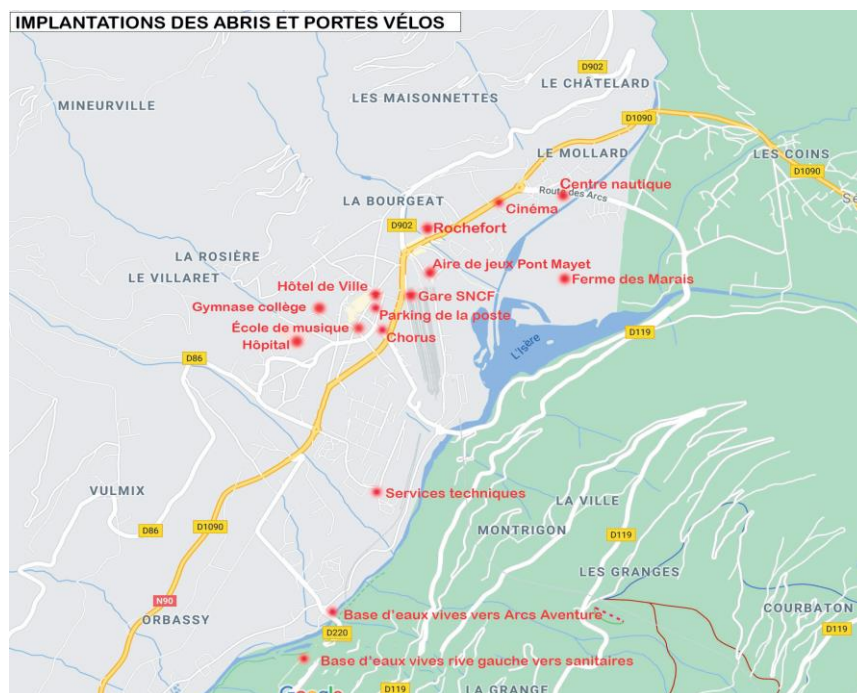 IMPLANTATIONS DES ABRIS ET PORTES VÉLOS
D902
LE CHÂTELARD
MINEURVILLE
LES MAISONNETTES
D1090
LE MOLLARD
LES COINS
D1090
Centre nautique
Route des Arcs
LA BOURGEAT
Cinéma
D902
Rochefort
LA ROSIÈRE
LE VILLARET
Aire de jeux Pont Mayet
Ferme des Marais
Hôtel de Ville
Gare SNCF
Gymnase collège
Parking de la poste
École de musique
Chorus
Hôpital
L'Isère
D119
D86
VULMIX
Services techniques
LA VILLE
D1090
D86
MONTRIGON
D119
LES GRANGES
N90
ORBASSY
Base d'eaux vives vers Arcs Aventure
COURBATON
D220
D119
Base d'eaux vives rive gauche vers sanitaires
Google
D119
LA GRANGE